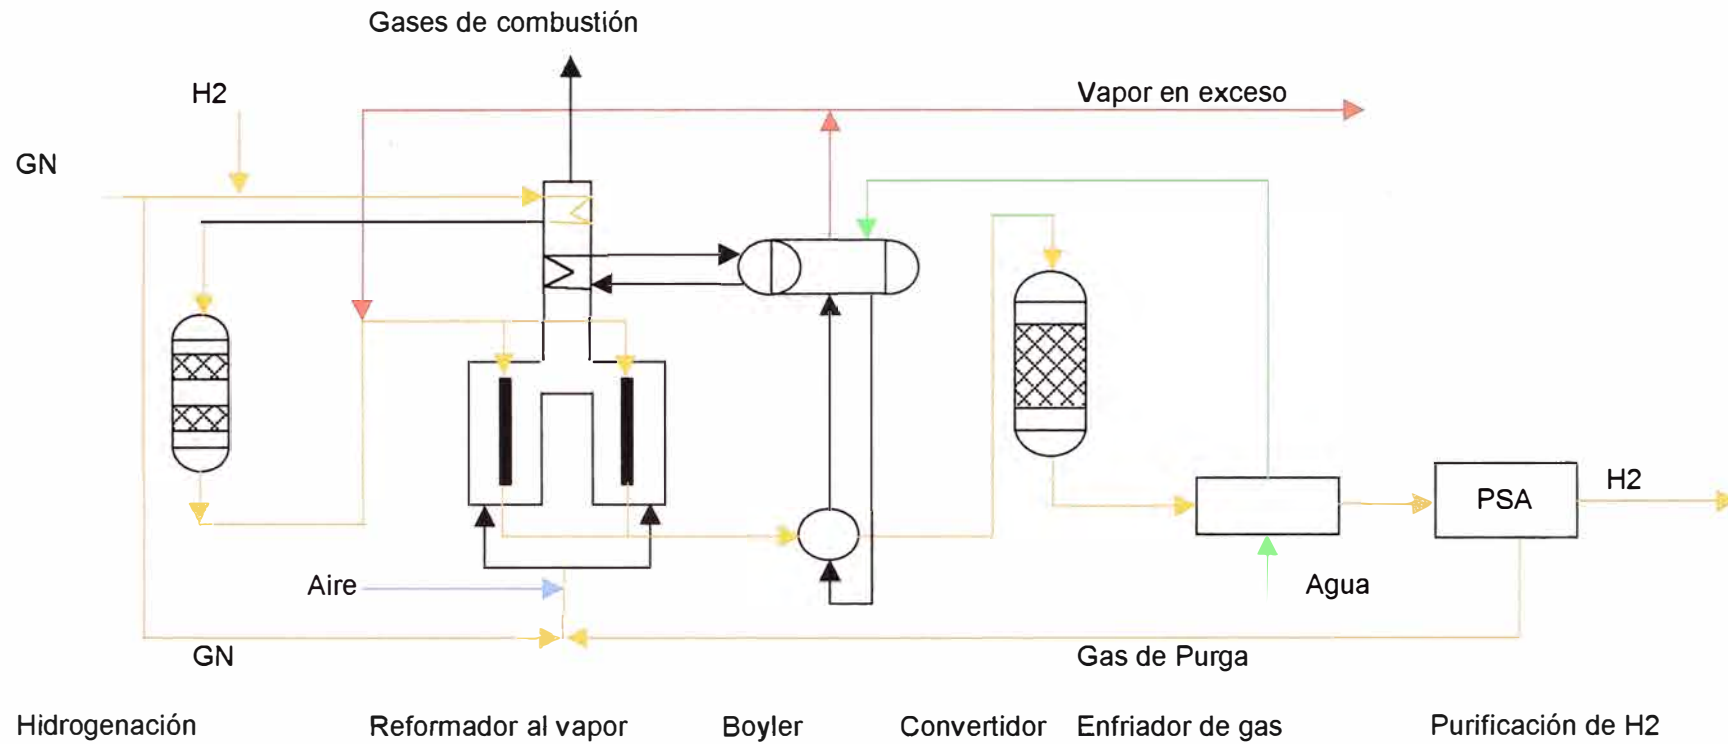 Gases de combustión
H2
Vapor en exceso
GN
H2
PSA
Aire
Agua
GN
Gas de Purga
Hidrogenación
Reformador al vapor
Boyler
Convertidor
Enfriador de gas
Purificación de H2